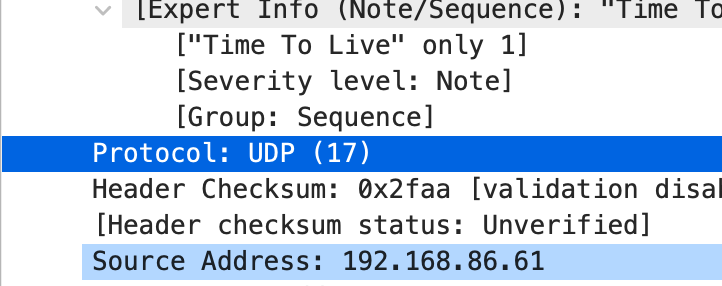 [Expert Info (Note/Sequence): "Time To
["Time To Live" only 1]
[Severity level: Note]
[Group: Sequence]
Protocol: UDP (17)
Header Checksum: 0x2faa [validation
[Header checksum status: Unverified]
Source Address: 192.168.86.61